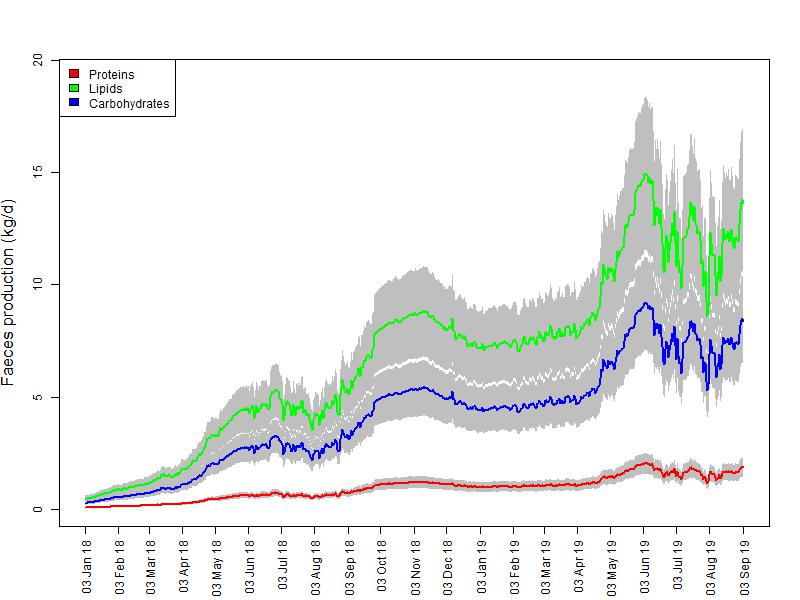 Proteins
Lipids
Carbohydrates
Faeces production (kg/d)
20
15
10
5
0
03 Jan 18
03 Feb 18
03 Mar 18
03 Apr 18
03 May 18
03 Jun 18
03 Jul 18
03 Aug 18
03 Sep 18
03 Oct 18
03 Nov 18
03 Dec 18
03 Jan 19
03 Feb 19
03 Mar 19
03 Apr 19
03 May 19
03 Jun 19
03 Jul 19
03 Aug 19
03 Sep 19